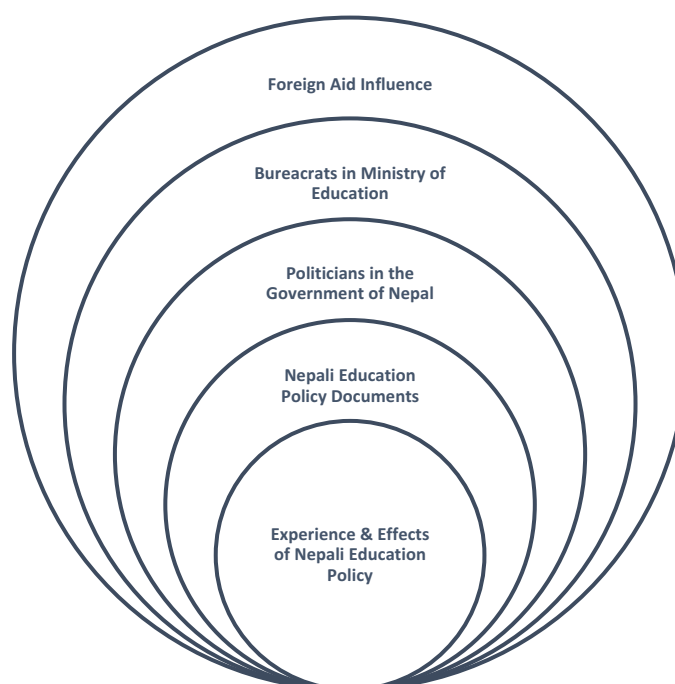 Foreign Aid Influence
Bureacrats in Ministry of
Education
Politicians in the
Government of Nepal
Nepali Education
Policy Documents
Experience & Effects
of Nepali Education
Policy